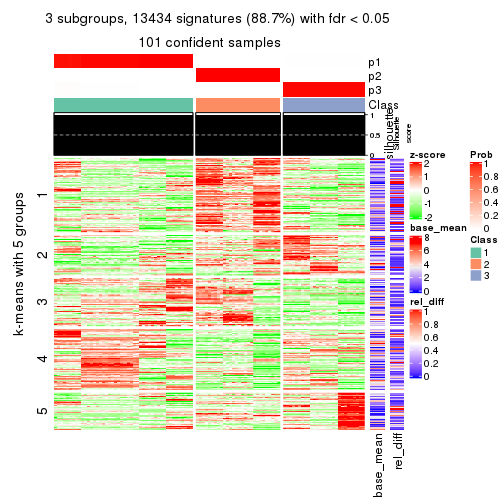 3 subgroups, 13434 signatures (88.7%) with fdr < 0.05
101 confident samples
p1
p2
p3
Class
1
0.5
0
silhouette
Silhouette
score
k-means with 5 groups
1
2
3
4
5
base_mean
rel_diff
z-score
2
1
0
-1
-2
base_mean
8
6
4
2
0
rel_diff
1
0.8
0.6
0.4
0.2
0
Prob
1
0.8
0.6
0.4
0.2
0
Class
1
2
3